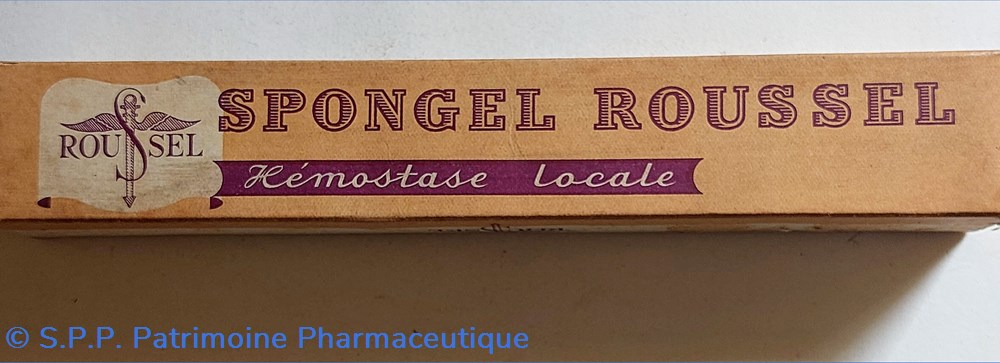 ROUSSEL
SPONGEL ROUSSEL
Hémostase locale
© S.P.P. Patrimoine Pharmaceutique